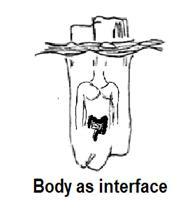 Body as interface